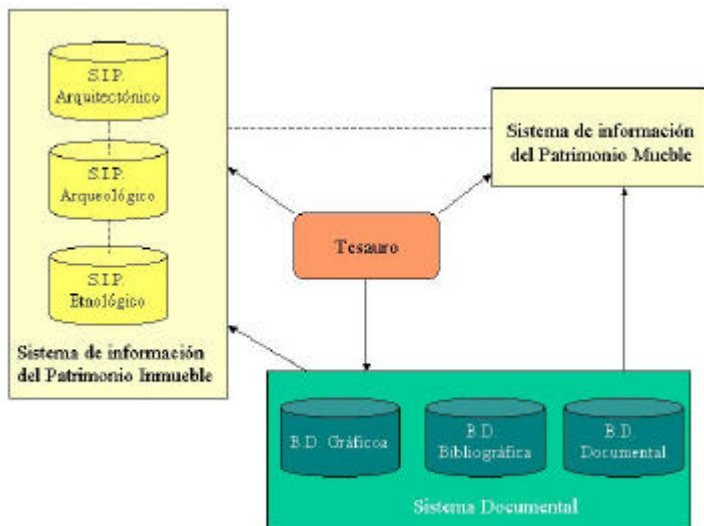 S.I.P.
Arquitectónico
S.I.P.
Arqueológico
S.I.P.
Etnológico
Sistema de información
del Patrimonio Inmueble
Sistema de información
del Patrimonio Mueble
Tesauro
B.D. Gráficoa
B.D.
Bibliográfica
B.D.
Documental
Sistema Documental